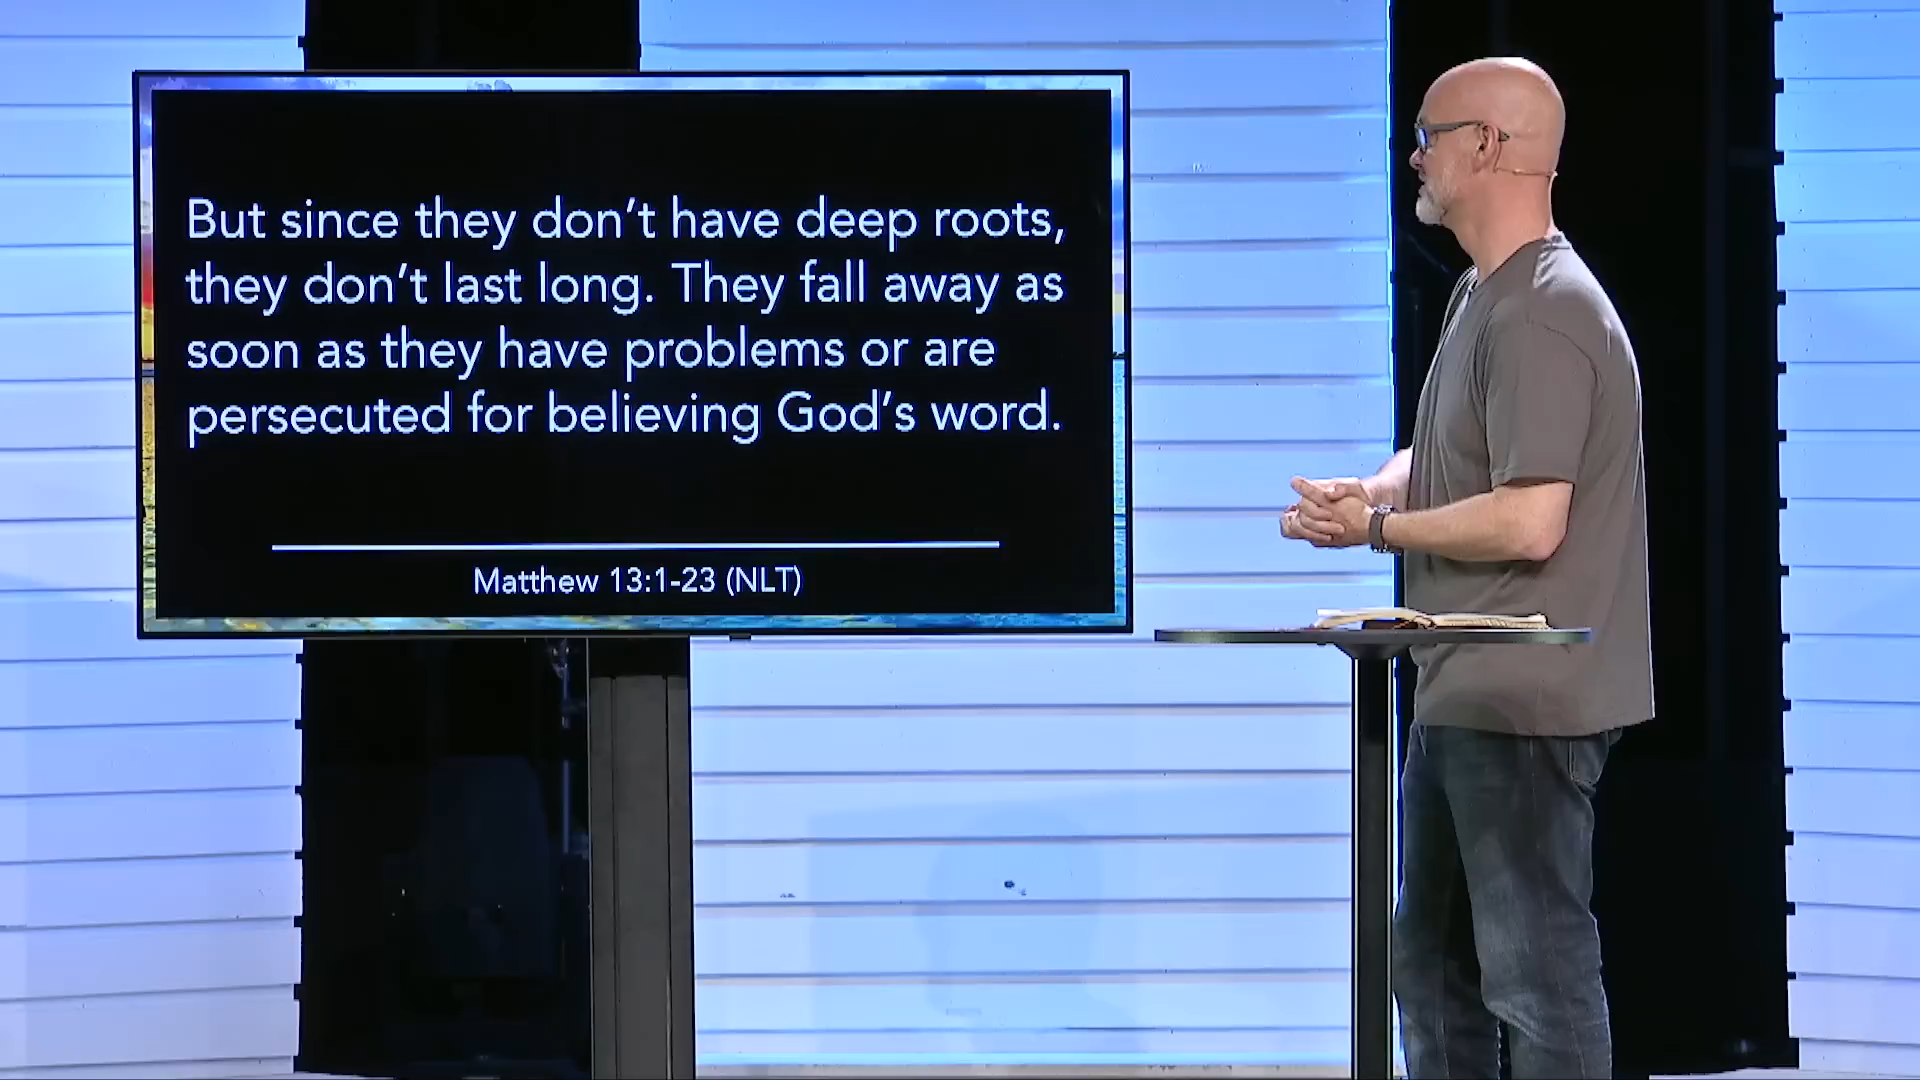 But since they don’t have deep roots,
they don’t last long. They fall away as
soon as they have problems or are
persecuted for believing God’s word.
Matthew 13:1-23 (NLT)